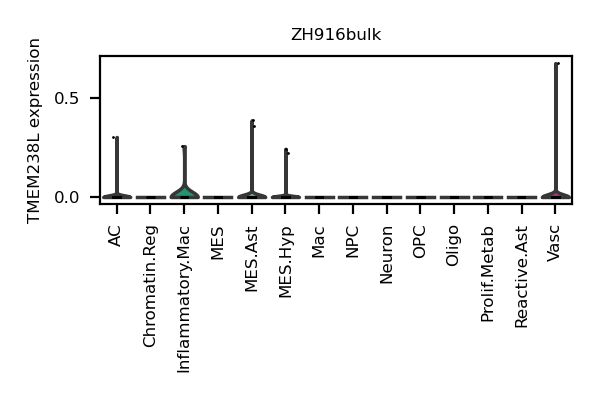 ZH916bulk
TMEM238L expression
0.5
0.0
AC
Chromatin.Reg
Inflammatory.Mac
MES
MES.Ast
MES.Hyp
Mac
NPC
Neuron
OPC
Oligo
Prolif.Metab
Reactive.Ast
Vasc